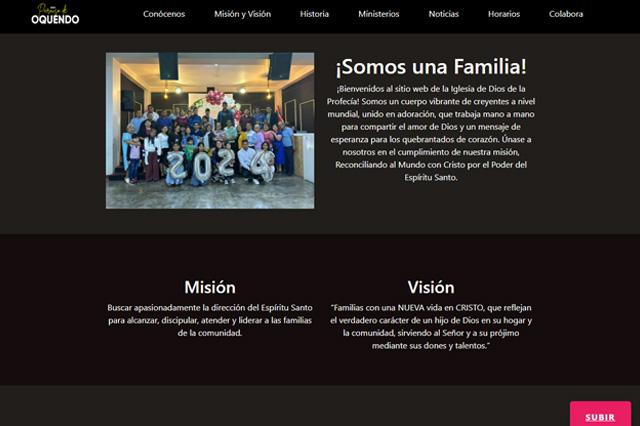 Paraíso de
OQUENDO
Conócenos
Misión y Visión
Historia
Ministerios
Noticias
Horarios
Colabora
¡Somos una Familia!
¡Bienvenidos al sitio web de la Iglesia de Dios de la
Profecía! Somos un cuerpo vibrante de creyentes a nivel
mundial, unido en adoración, que trabaja mano a mano
para compartir el amor de Dios y un mensaje de
esperanza para los quebrantados de corazón. Únase a
nosotros en el cumplimiento de nuestra misión,
Reconciliando al Mundo con Cristo por el Poder del
Espíritu Santo.
2024
Misión
Buscar apasionadamente la dirección del Espíritu Santo
para alcanzar, discipular, atender y liderar a las familias
de la comunidad.
Visión
"Familias con una NUEVA vida en CRISTO, que reflejan
el verdadero carácter de un hijo de Dios en su hogar y
la comunidad, sirviendo al Señor y a su prójimo
mediante sus dones y talentos."
SUBIR